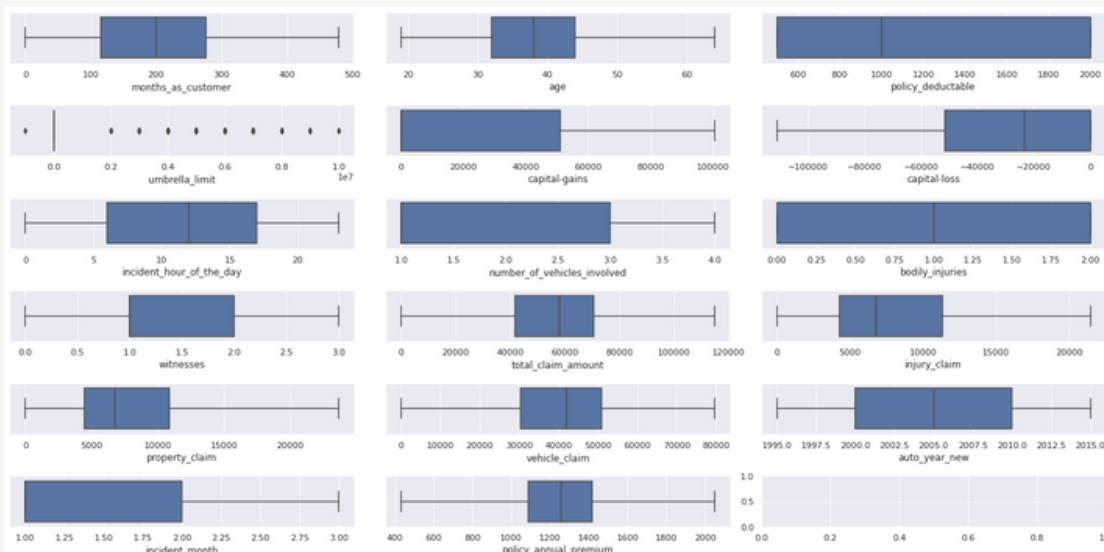 0 100 200 300 400 500
months_as_customer
20 30 40 50 60
age
600 800 1000 1200 1400 1600 1800 2000
policy_deductable
0.0 0.2 0.4 0.6 0.8 1.0
1e7
umbrella_limit
0 20000 40000 60000 80000 100000
capital-gains
−100000 −80000 −60000 −40000 −20000 0
capital-loss
0 5 10 15 20
incident_hour_of_the_day
1.0 1.5 2.0 2.5 3.0 3.5 4.0
number_of_vehicles_involved
0.00 0.25 0.50 0.75 1.00 1.25 1.50 1.75 2.00
bodily_injuries
0.0 0.5 1.0 1.5 2.0 2.5 3.0
witnesses
0 20000 40000 60000 80000 100000 120000
total_claim_amount
0 5000 10000 15000 20000
injury_claim
0 5000 10000 15000 20000
property_claim
0 10000 20000 30000 40000 50000 60000 70000 80000
vehicle_claim
1995.0 1997.5 2000.0 2002.5 2005.0 2007.5 2010.0 2012.5 2015.0
auto_year_new
1.00 1.25 1.50 1.75 2.00 2.25 2.50 2.75 3.00
incident_month
400 600 800 1000 1200 1400 1600 1800 2000
policy_annual_premium
1.0
0.5
0.0
0.0 0.2 0.4 0.6 0.8